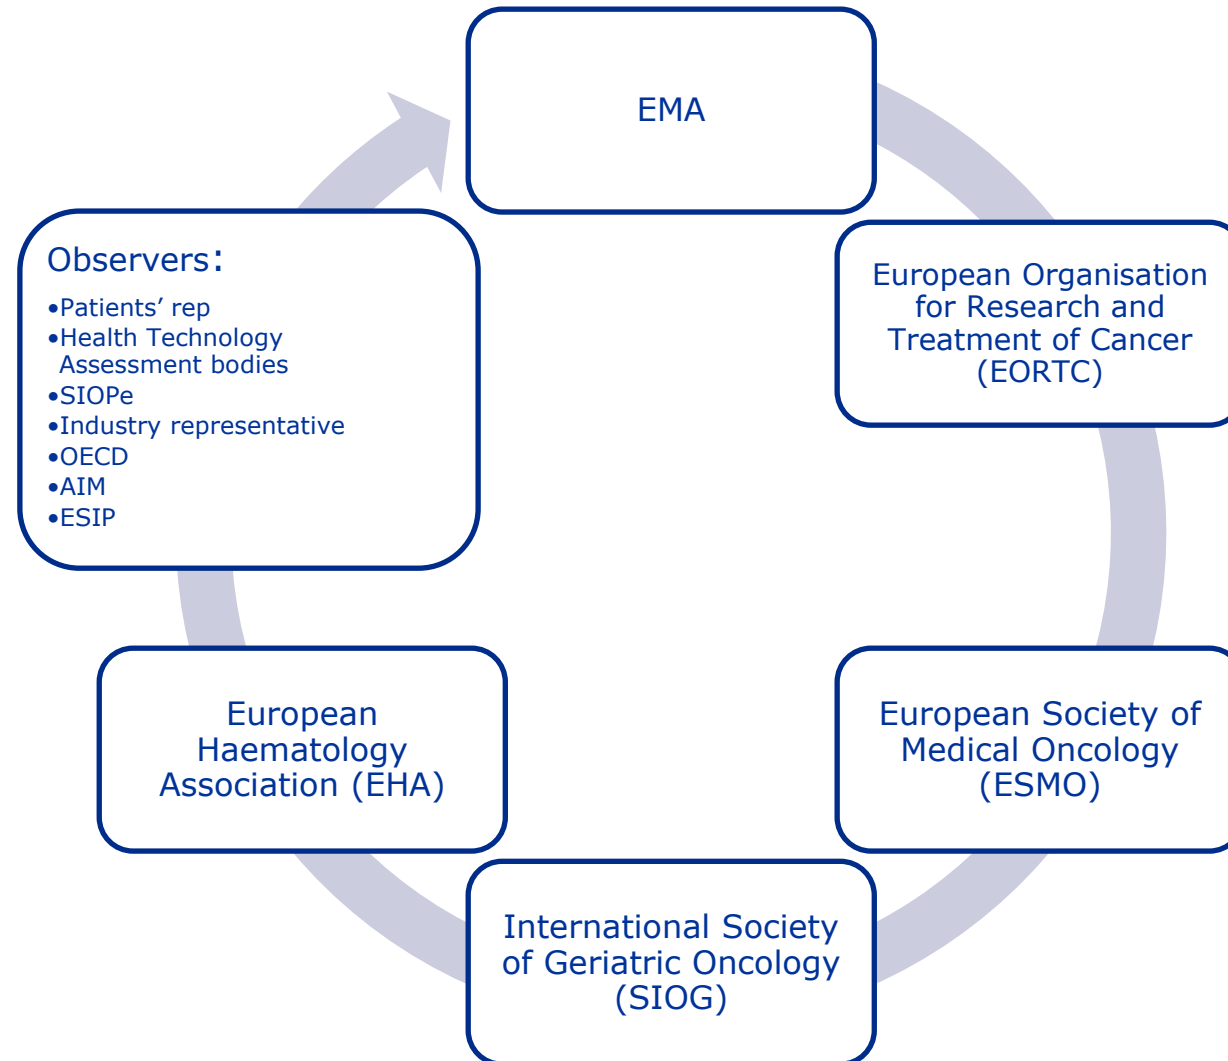 EMA
European Organisation
for Research and
Treatment of Cancer
(EORTC)
European Society of
Medical Oncology
(ESMO)
International Society
of Geriatric Oncology
(SIOG)
European
Haematology
Association (EHA)
Observers:
•Patients’ rep
•Health Technology
Assessment bodies
•SIOPe
•Industry representative
•OECD
•AIM
•ESIP